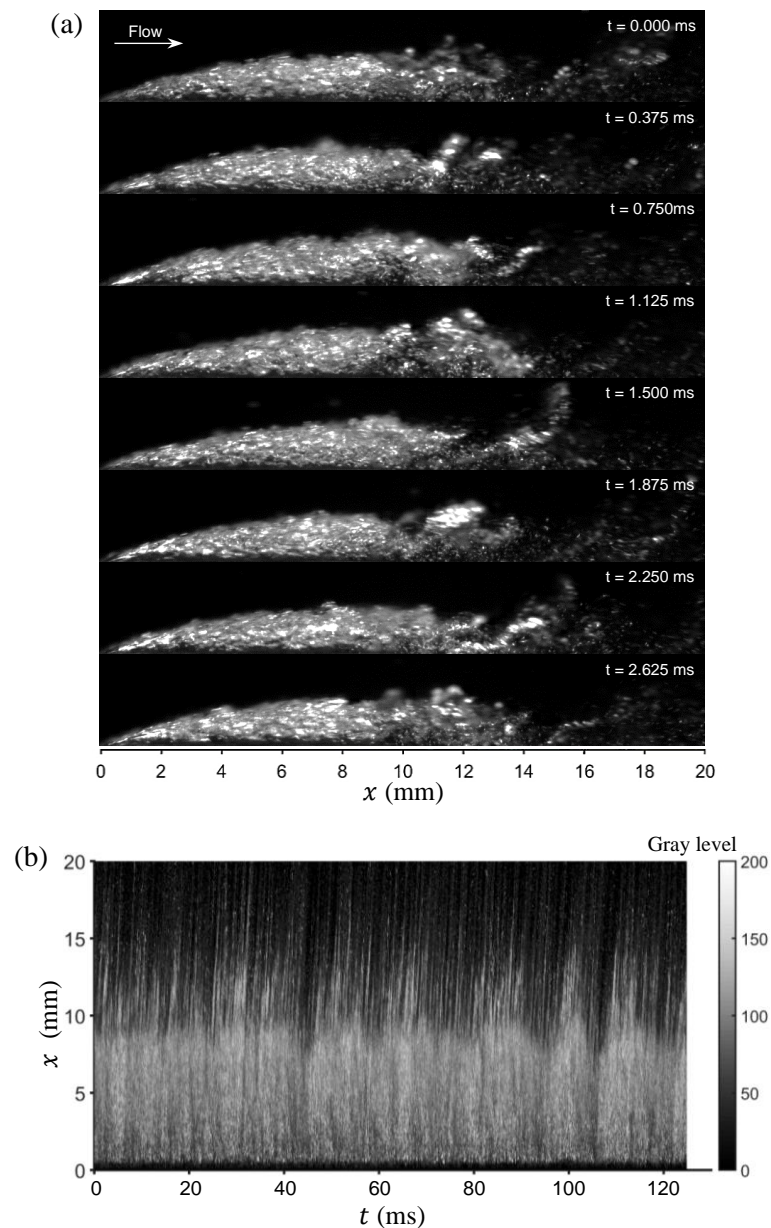 (a)
Flow
t = 0.000 ms
t = 0.375 ms
t = 0.750ms
t = 1.125 ms
t = 1.500 ms
t = 1.875 ms
t = 2.250 ms
t = 2.625 ms
0 2 4 6 8 10 12 14 16 18 20
x (mm)
(b)
Gray level
20
15
10
5
0
x (mm)
0 20 40 60 80 100 120
t (ms)
200
150
100
50
0